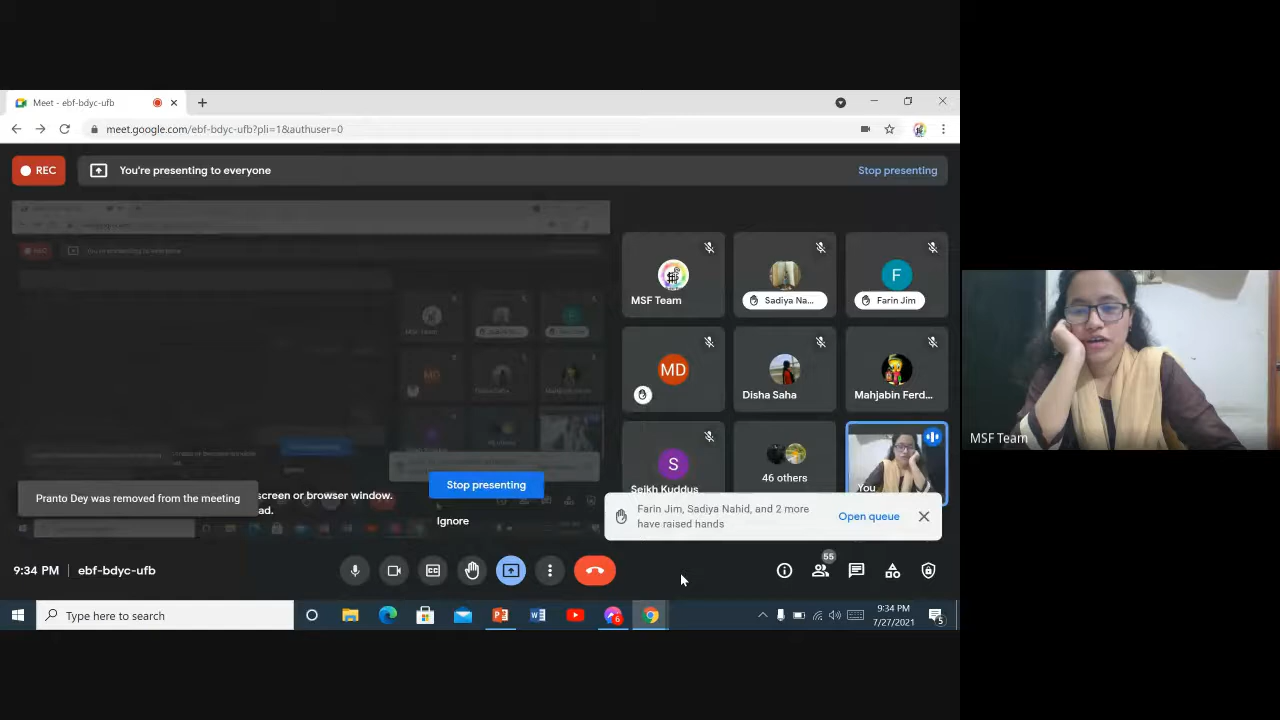 Meet - ebf-bdyc-ufb
meet.google.com/ebf-bdyc-ufb?pli=1&authuser=0
REC
You're presenting to everyone
Stop presenting
MSF Team
Sadiya Na...
Farin Jim
MD
Disha Saha
Mahjabin Ferd...
S
Seikh Kuddus
46 others
You
F
MSF Team
Pranto Dey was removed from the meeting
screen or browser window.
ad.
Stop presenting
Ignore
Farin Jim, Sadiya Nahid, and 2 more
have raised hands
Open queue
9:34 PM
ebf-bdyc-ufb
55
Type here to search
6
9:34 PM
7/27/2021
5